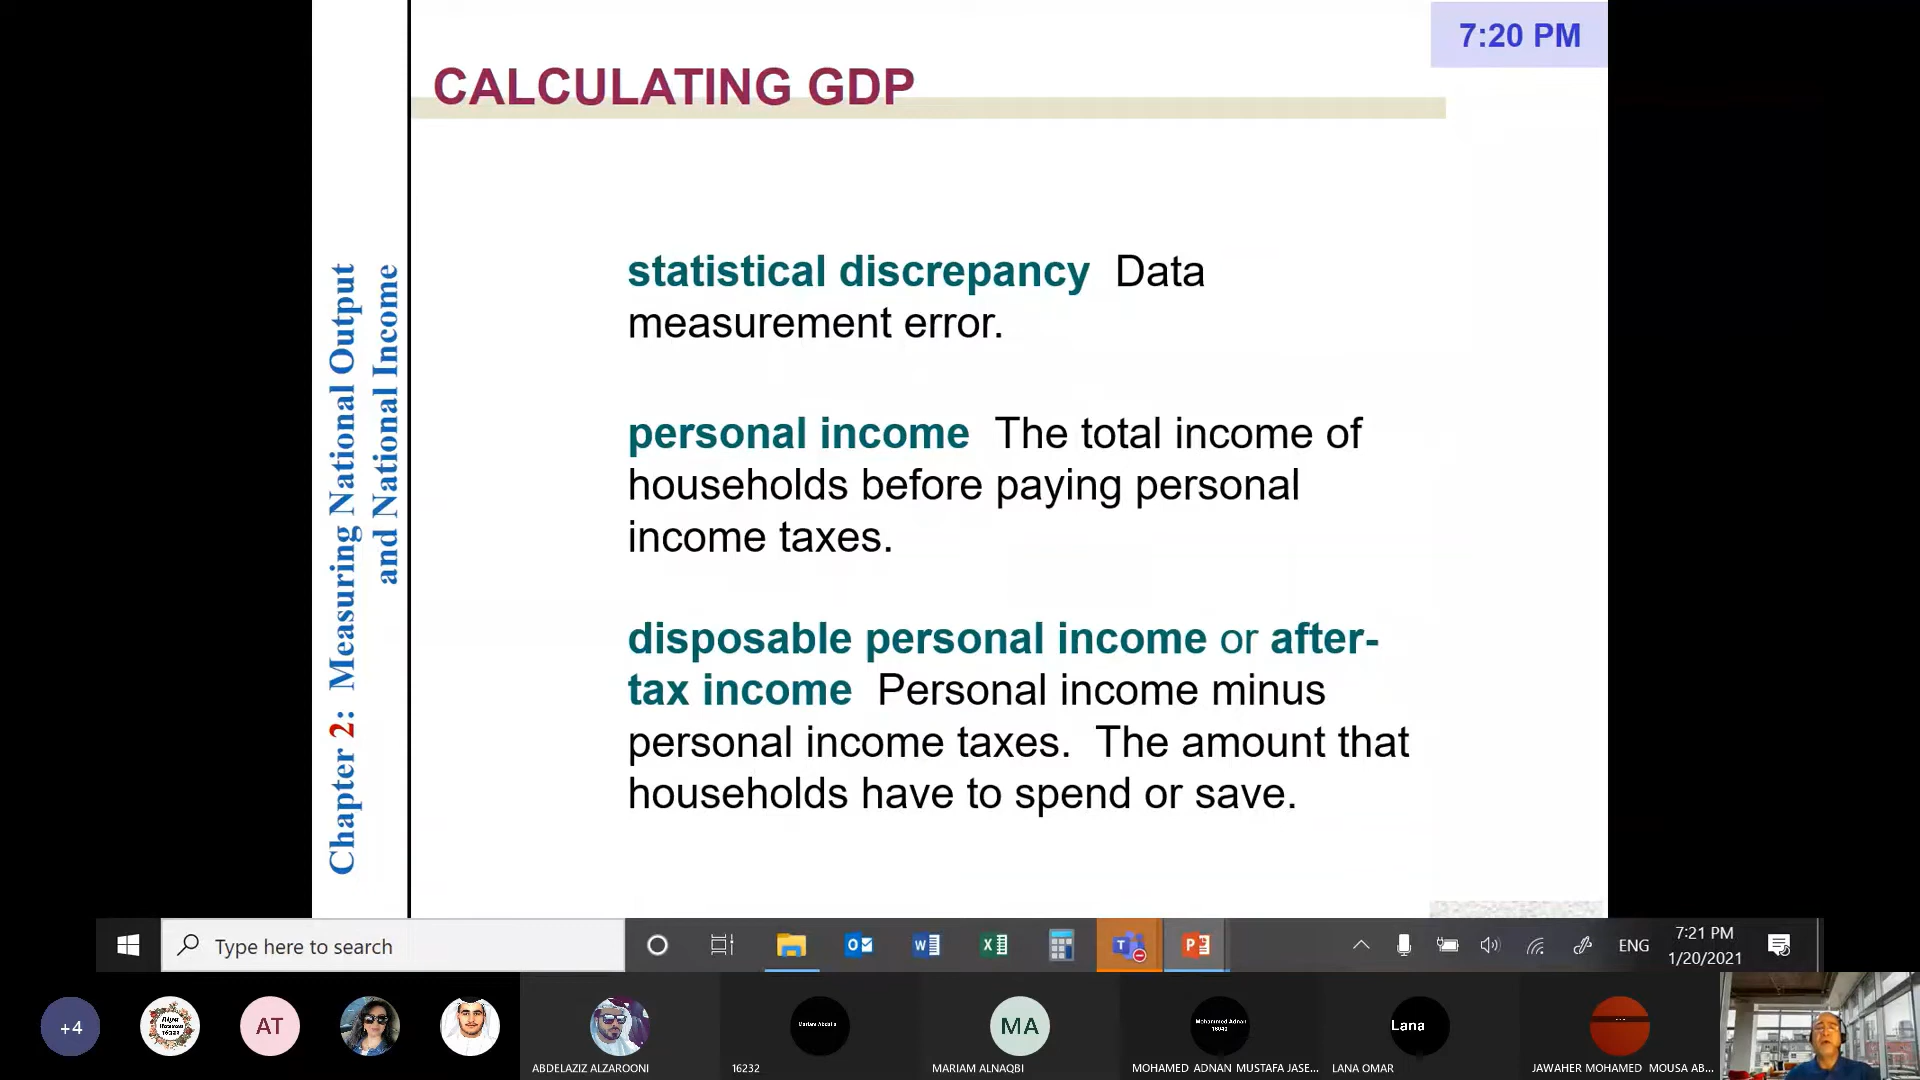 7:20 PM
CALCULATING GDP
Chapter 2: Measuring National Output
and National Income
statistical discrepancy Data
measurement error.
personal income The total income of
households before paying personal
income taxes.
disposable personal income or after-
tax income Personal income minus
personal income taxes. The amount that
households have to spend or save.
Type here to search
ENG
7:21 PM
1/20/2021
+4
AT
MA
Lana
ABDELAZIZ ALZAROONI
16232
MARIAM ALNAQBI
MOHAMED ADNAN MUSTAFA JASE...
LANA OMAR
JAWAHER MOHAMED MOUSA AB...